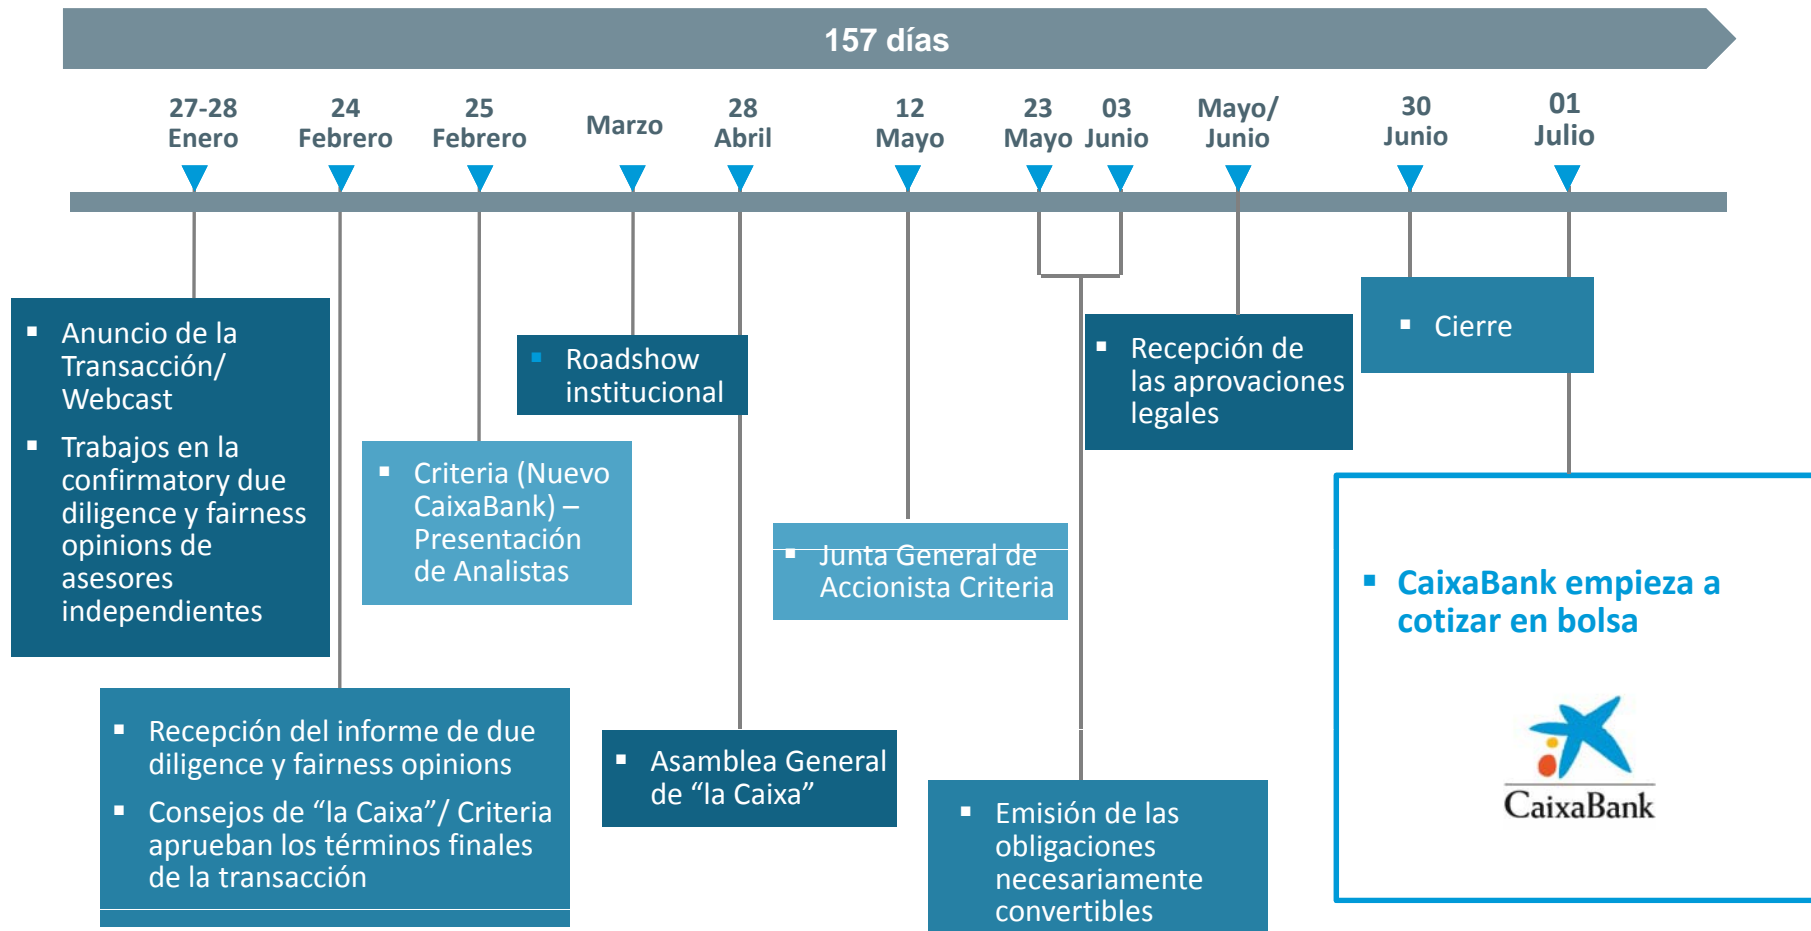 157 días
27-28
Enero
24
Febrero
25
Febrero
Marzo
28
Abril
12
Mayo
23
Mayo
03
Junio
Mayo/
Junio
30
Junio
01
Julio
▪ Anuncio de la
Transacción/
Webcast
▪ Trabajos en la
confirmatory due
diligence y fairness
opinions de
asesores
independientes
▪ Recepción del informe de due
diligence y fairness opinions
▪ Consejos de “la Caixa”/ Criteria
aprueban los términos finales
de la transacción
▪ Criteria (Nuevo
CaixaBank) –
Presentación
de Analistas
▪ Roadshow
institucional
▪ Asamblea General
de “la Caixa”
▪ Junta General de
Accionista Criteria
▪ Emisión de las
obligaciones
necesariamente
convertibles
▪ Recepción de
las aprovaciones
legales
▪ Cierre
▪ CaixaBank empieza a
cotizar en bolsa
CaixaBank